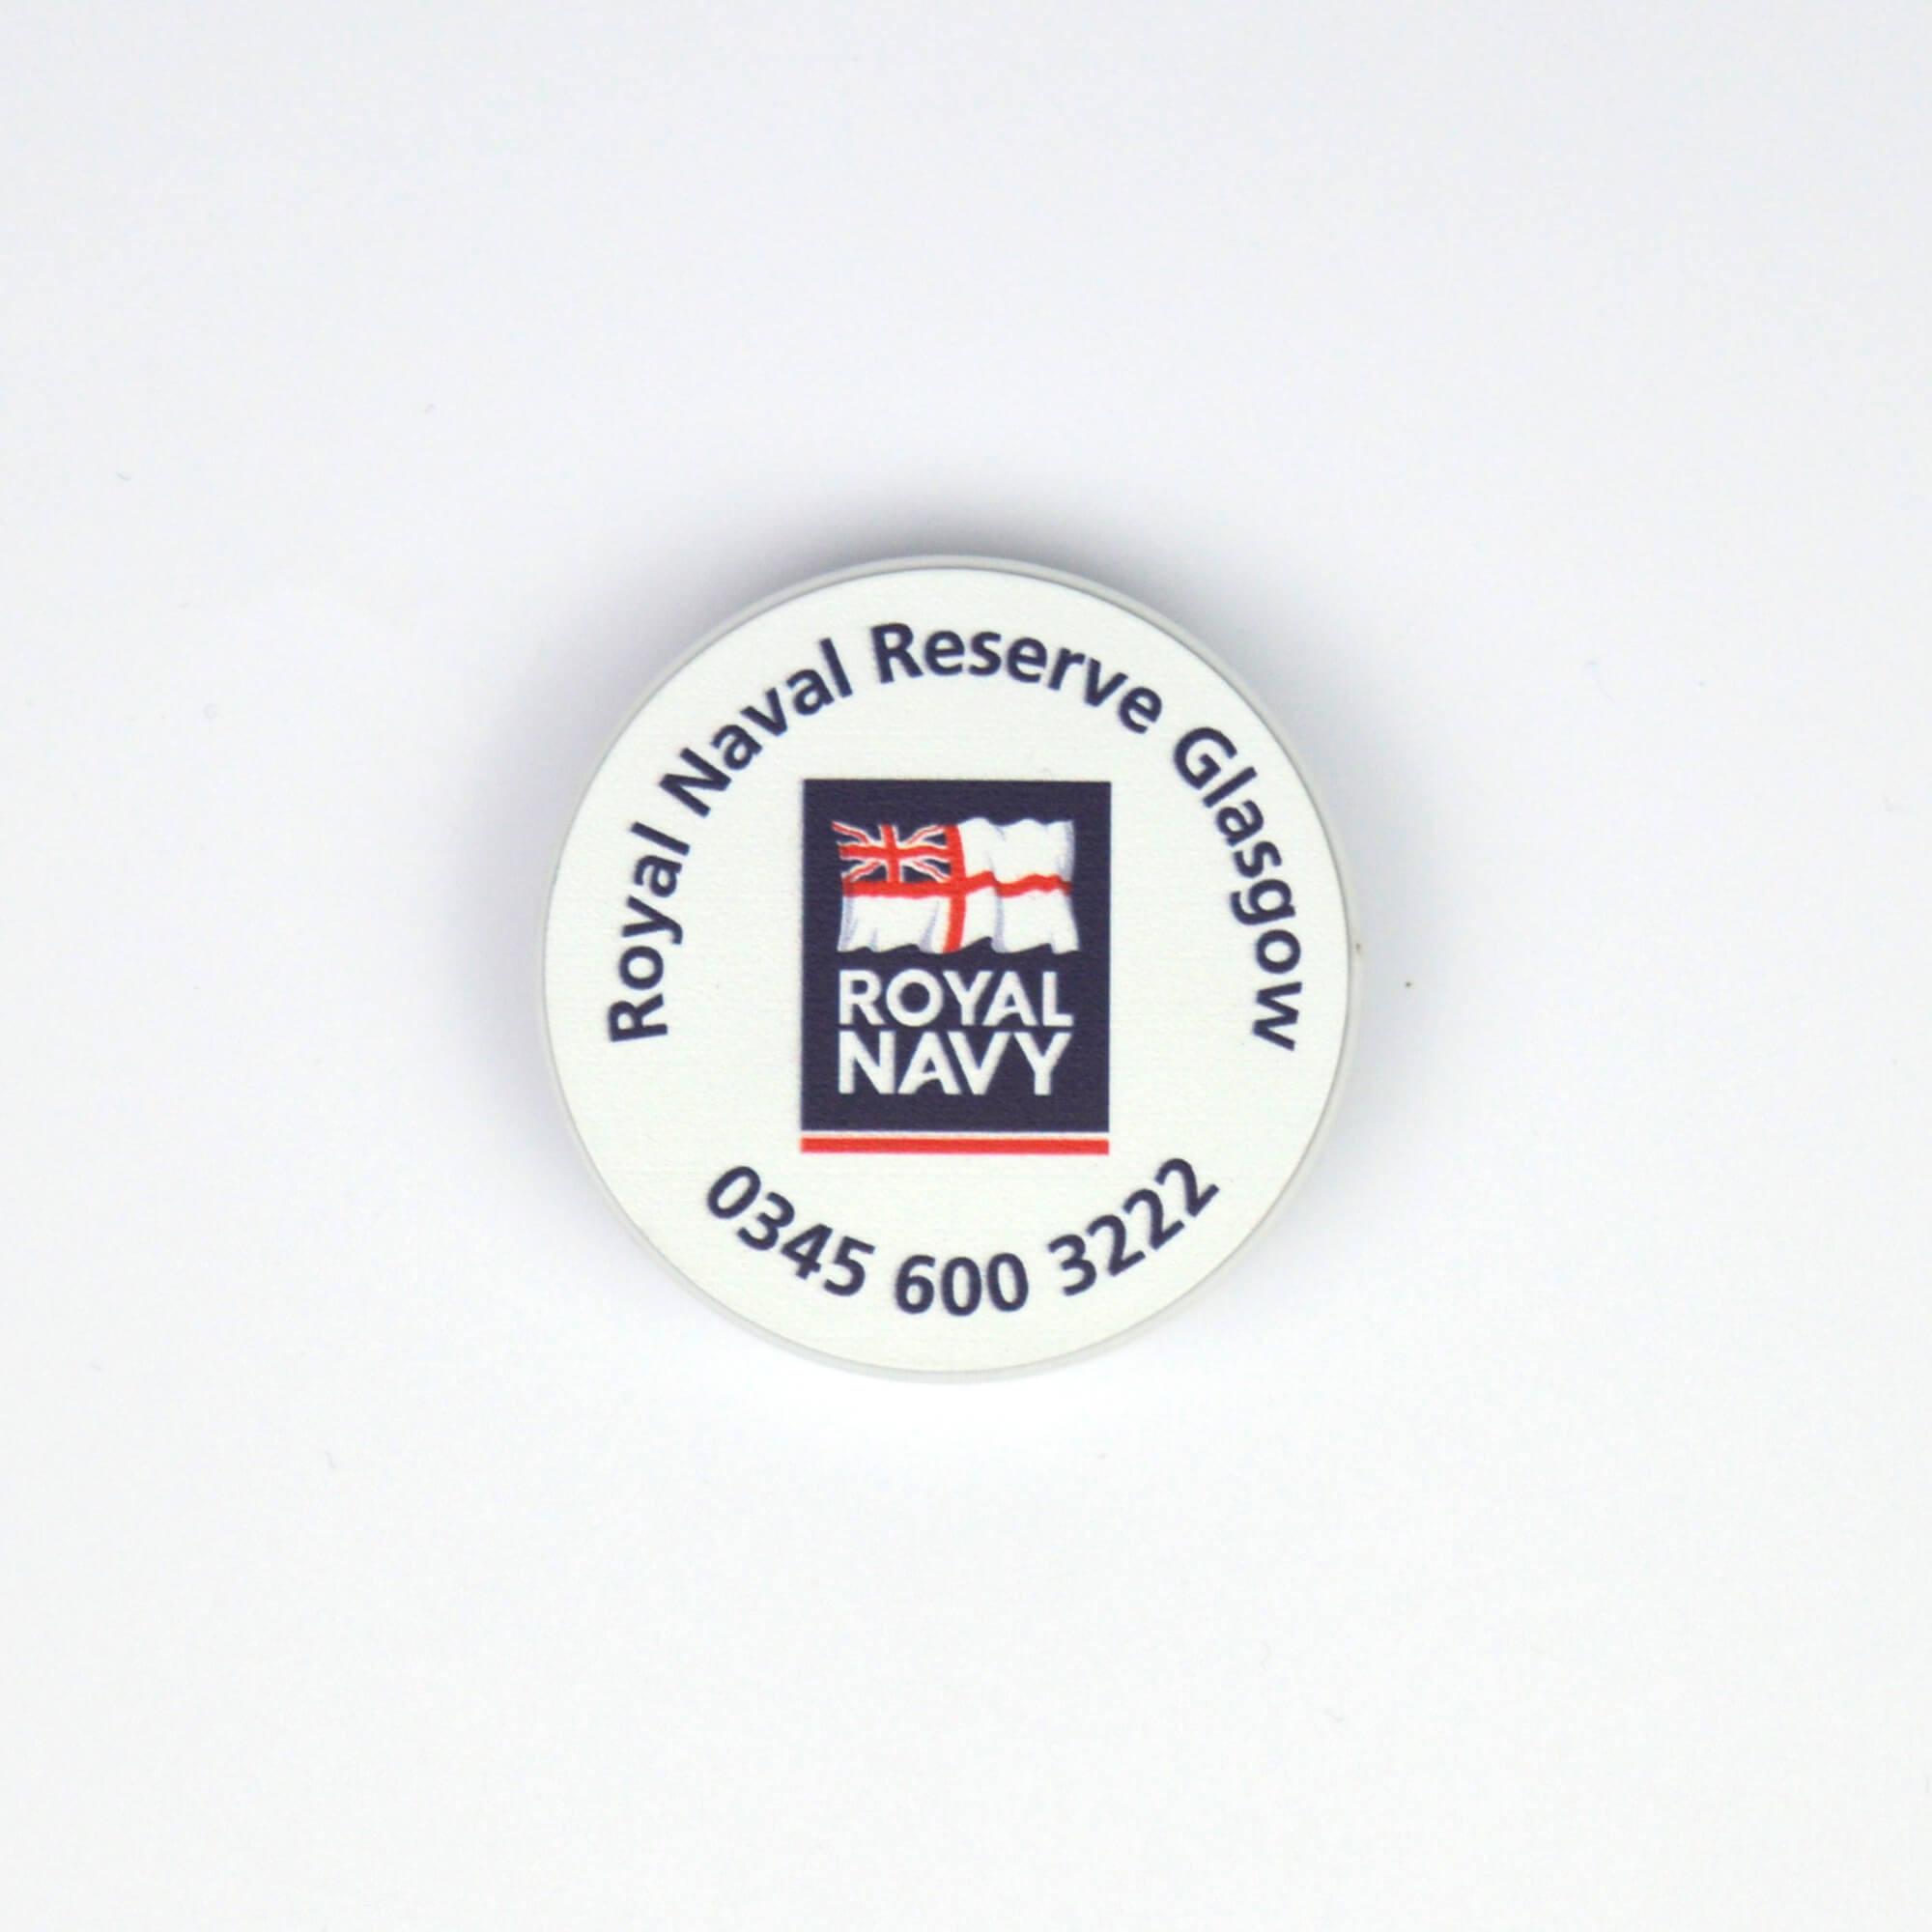 Royal Naval Reserve Glasgow
ROYAL
NAVY
0345 600 3222